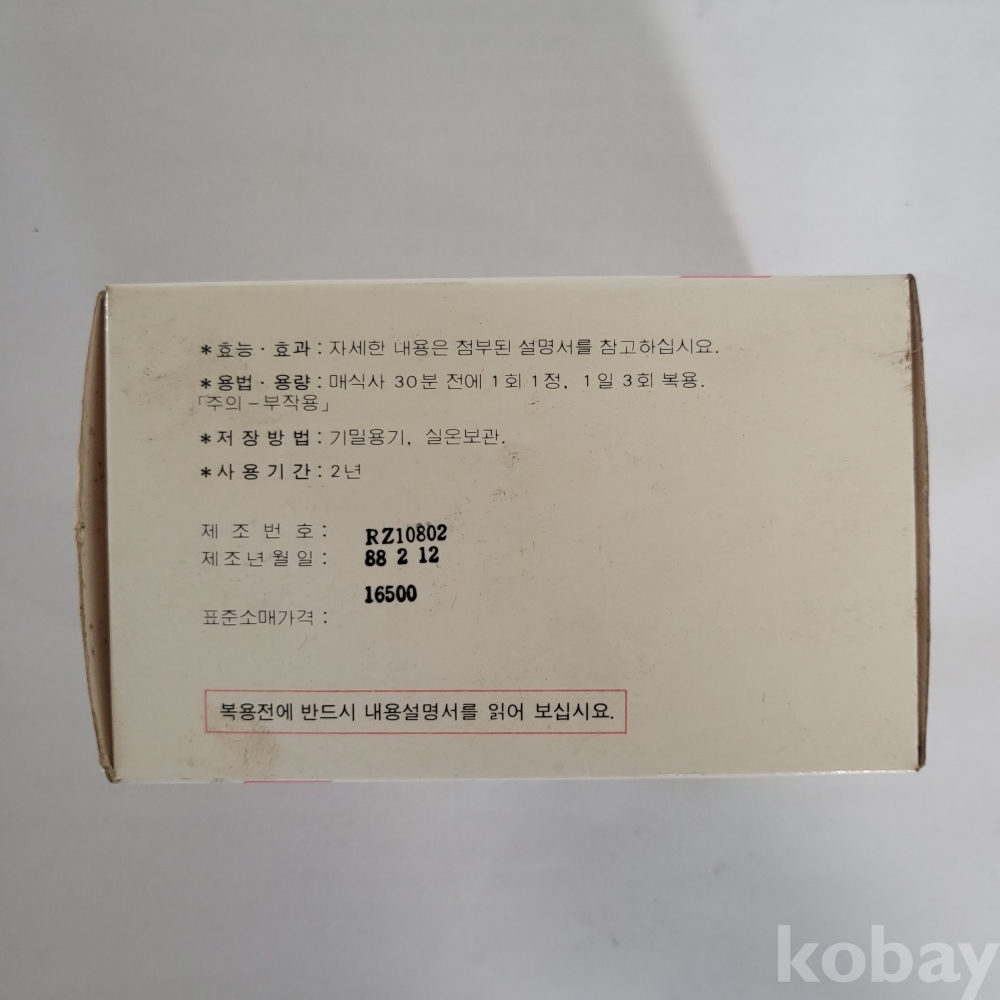 *효능·효과 : 자세한 내용은 첨부된 설명서를 참고하십시요.
*용법·용량 : 매식사 30분 전에 1회 1정, 1일 3회 복용.
「주의-부작용」
*저장방법 : 기밀용기, 실온보관.
*사용기간 : 2년
제조번호 : RZ10802
제조년월일 : 88 2 12
16500
표준소매가격 :
복용전에 반드시 내용설명서를 읽어 보십시요.
kobay